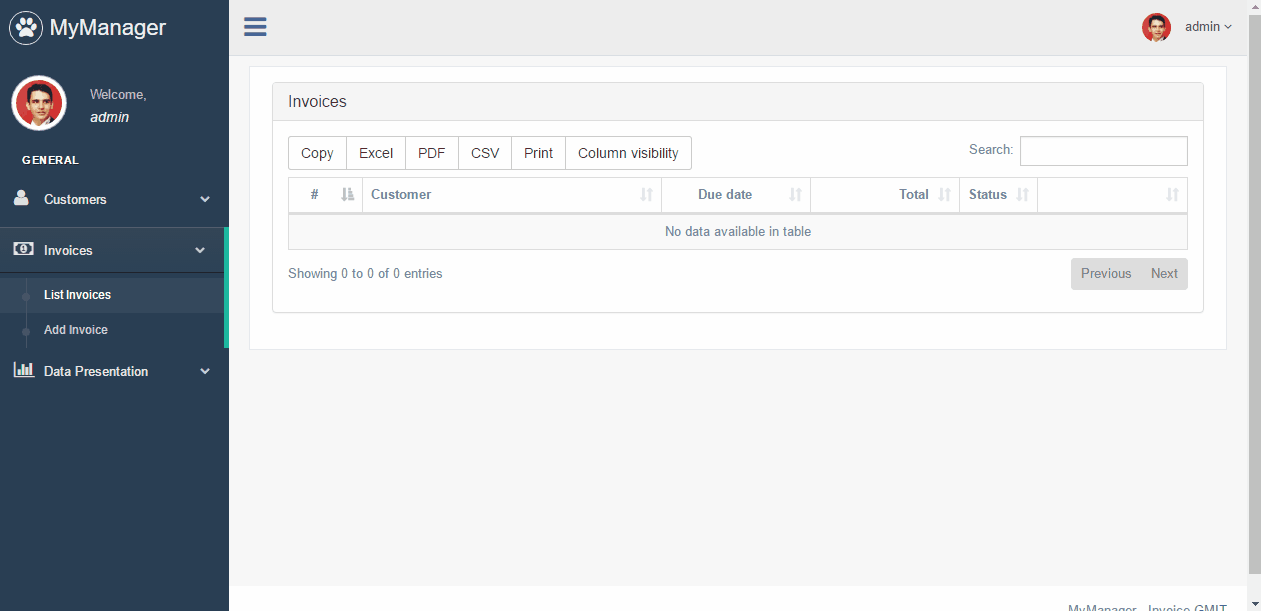 MyManager
admin
Welcome,
admin
GENERAL
Customers
Invoices
List Invoices
Add Invoice
Data Presentation
Invoices
Copy Excel PDF CSV Print Column visibility
Search:
# Customer Due date Total Status
No data available in table
Showing 0 to 0 of 0 entries
Previous Next
MyManager - Invoice GMIT